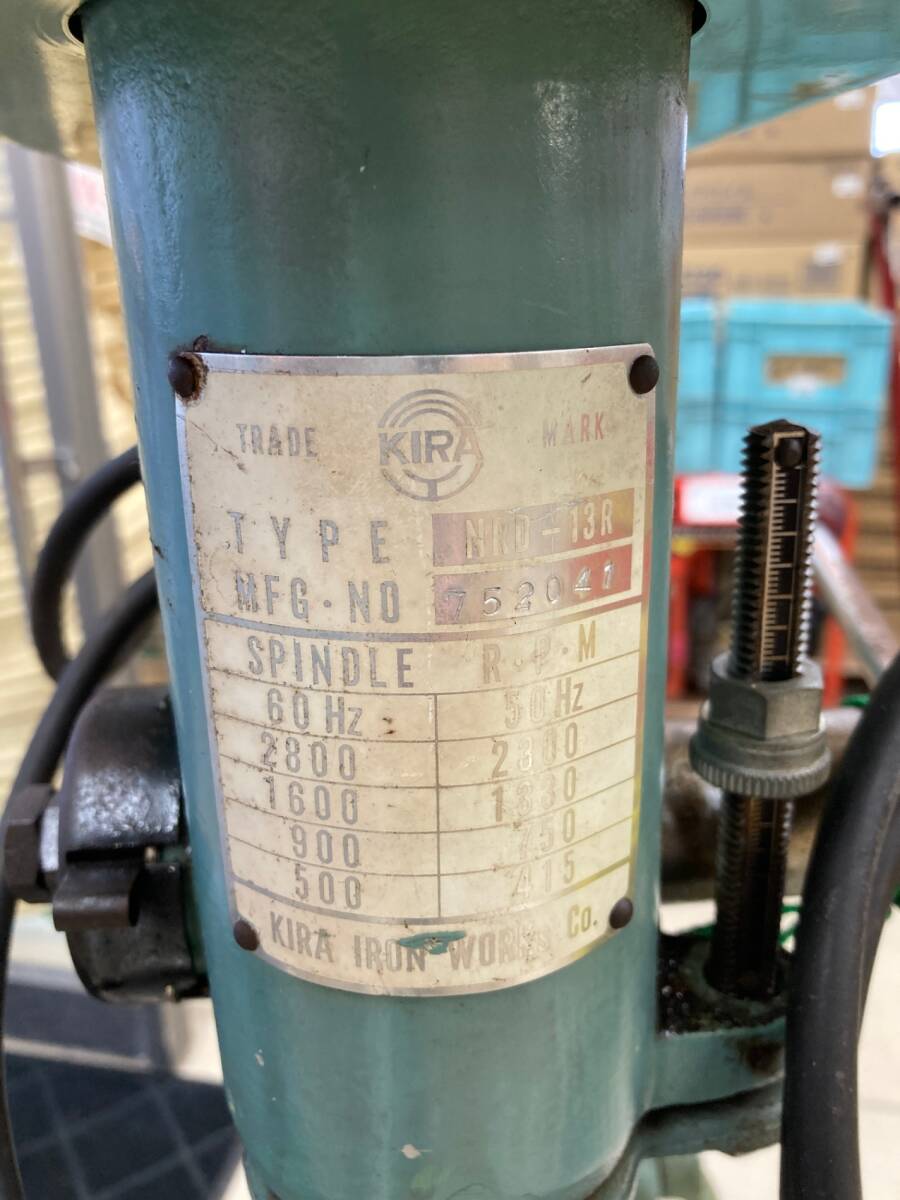 TRADE KIRA MARK
TYPE NRD-13R
MFG·NO 752041
SPINDLE R·P·M
60Hz 50Hz
2800 2300
1600 1330
900 750
500 415
KIRA IRON WORKS Co.